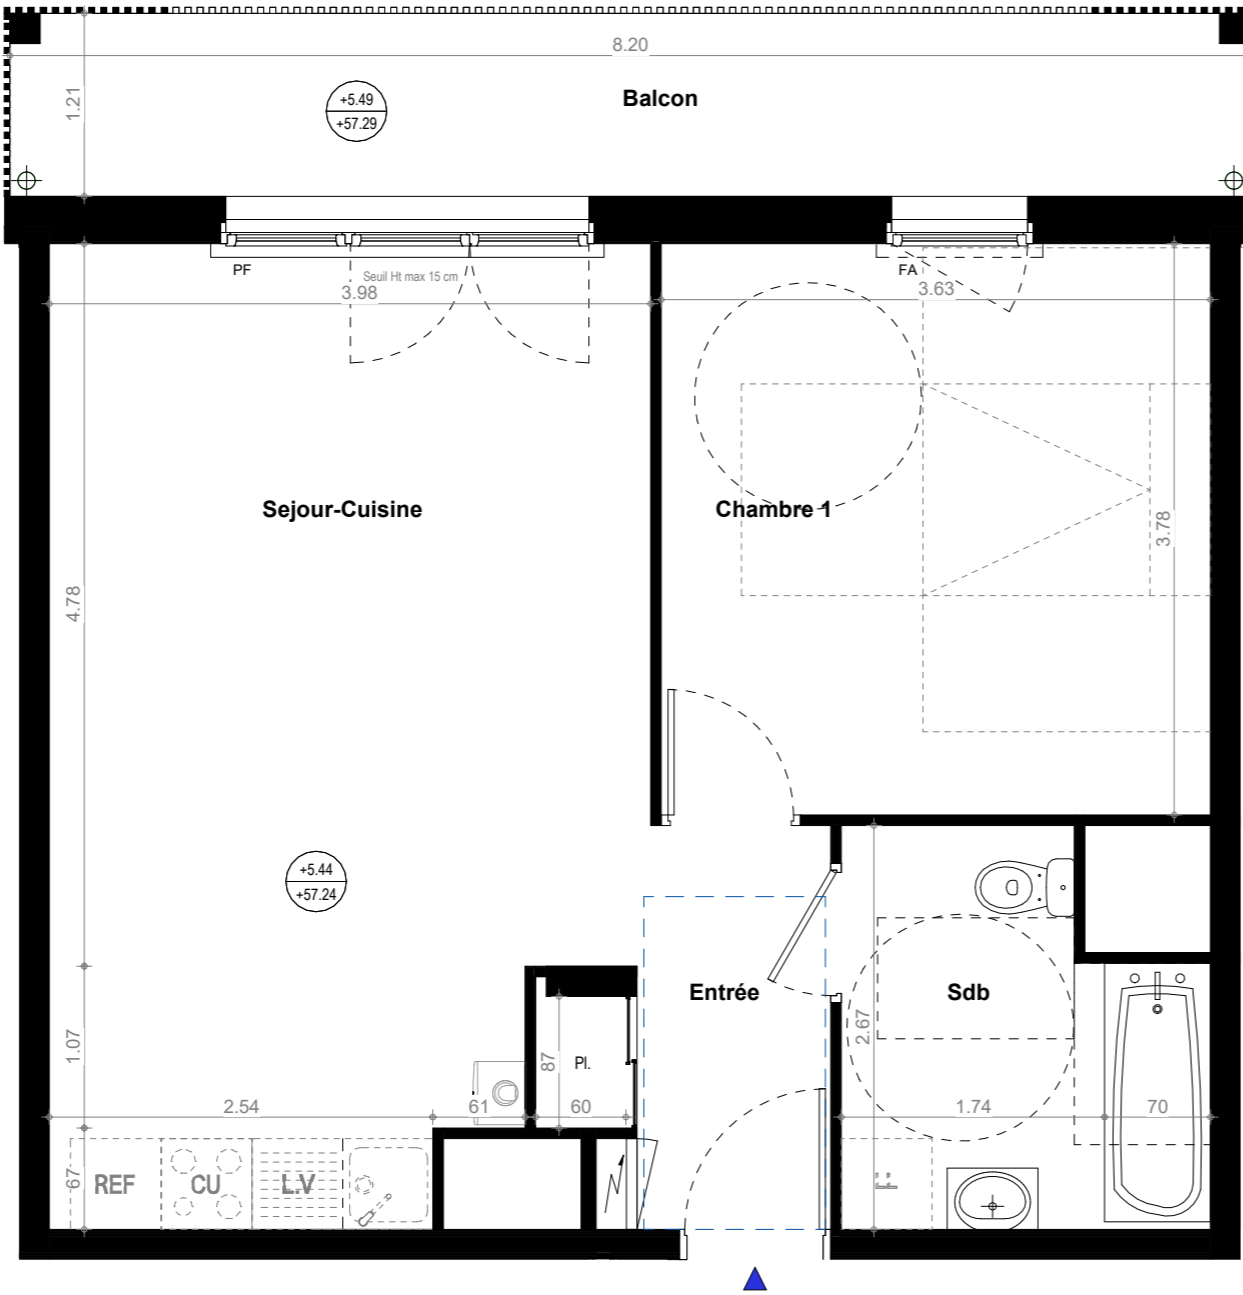 8.20
1.21
+5.49
+57.29
Balcon
PF
Seuil Ht max 15 cm
3.98
FA
3.63
Sejour-Cuisine
Chambre 1
3.78
4.78
+5.44
+57.24
Entrée
Sdb
2.67
1.07
87
Pl.
2.54
61
60
1.74
70
67
REF
CU
L.V